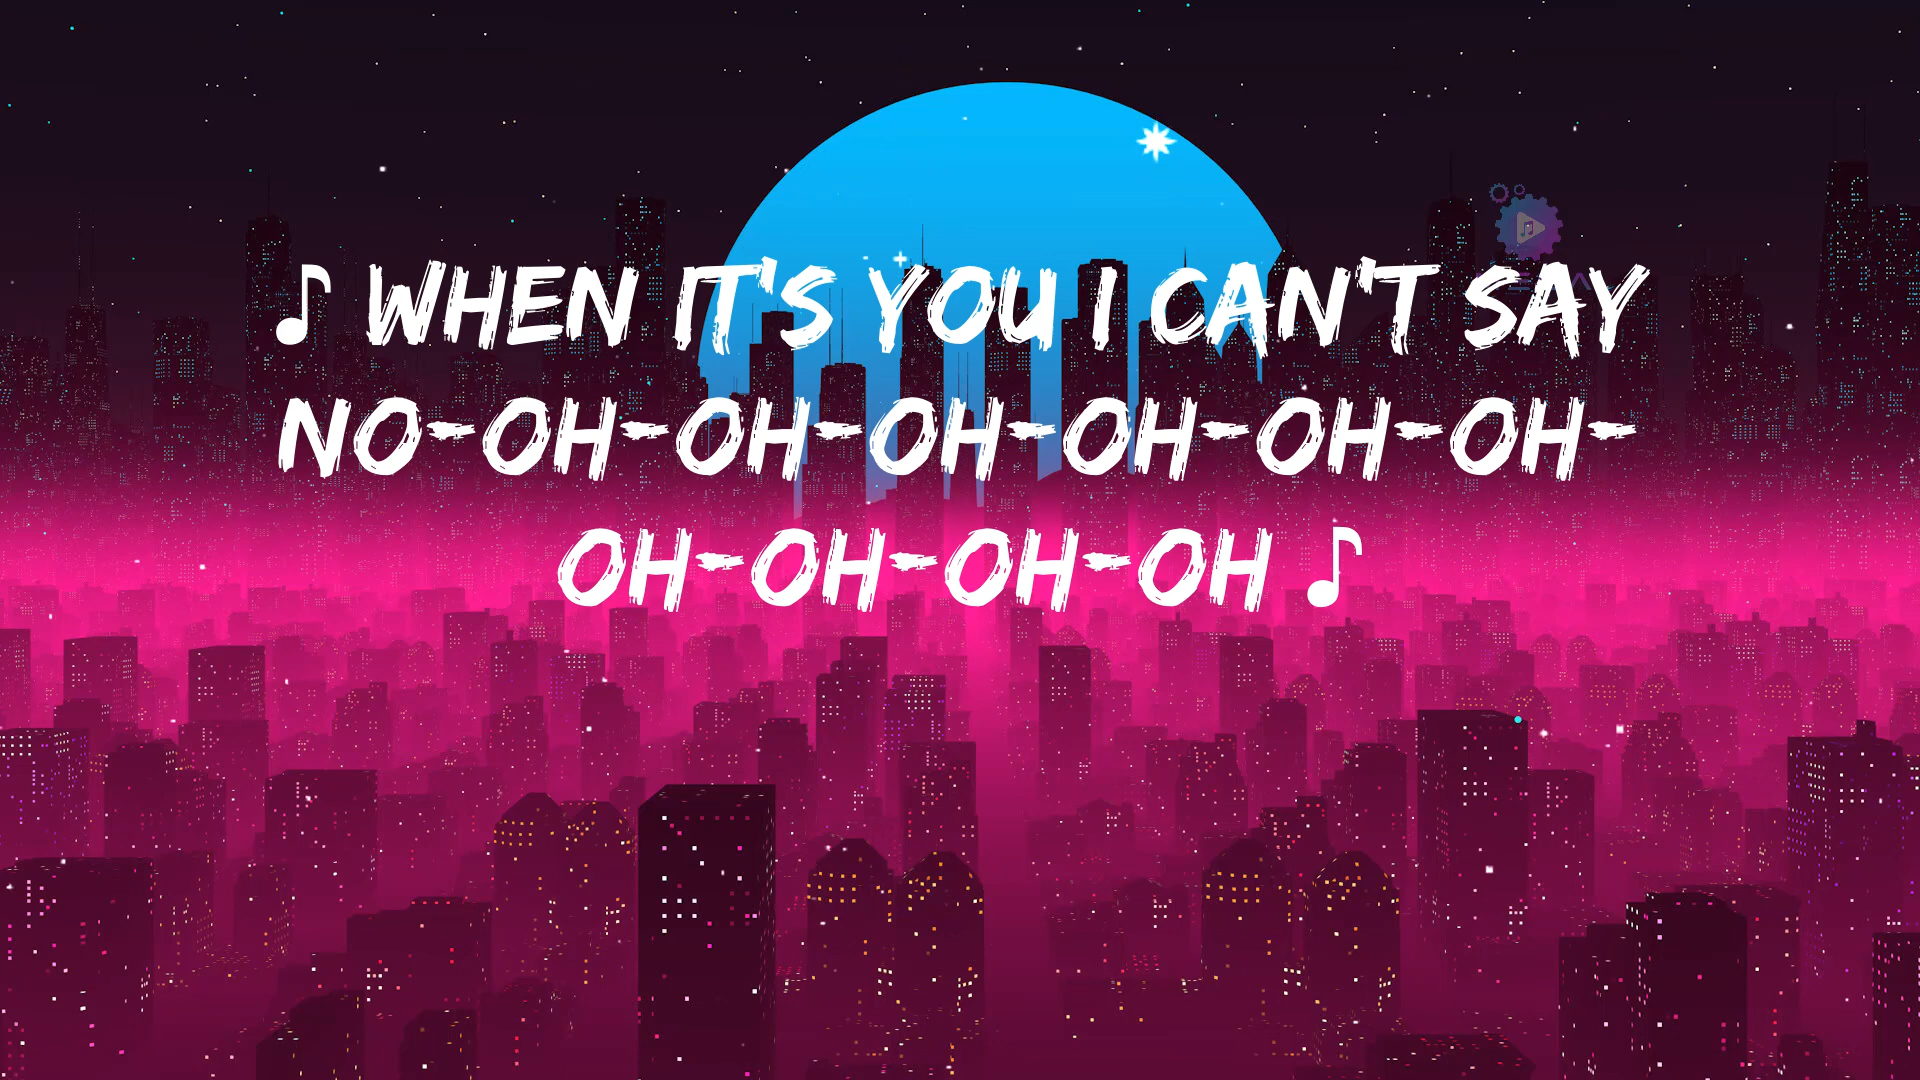 ♪ WHEN IT'S YOU I CAN'T SAY
NO-OH-OH-OH-OH-OH-OH-
OH-OH-OH-OH ♪